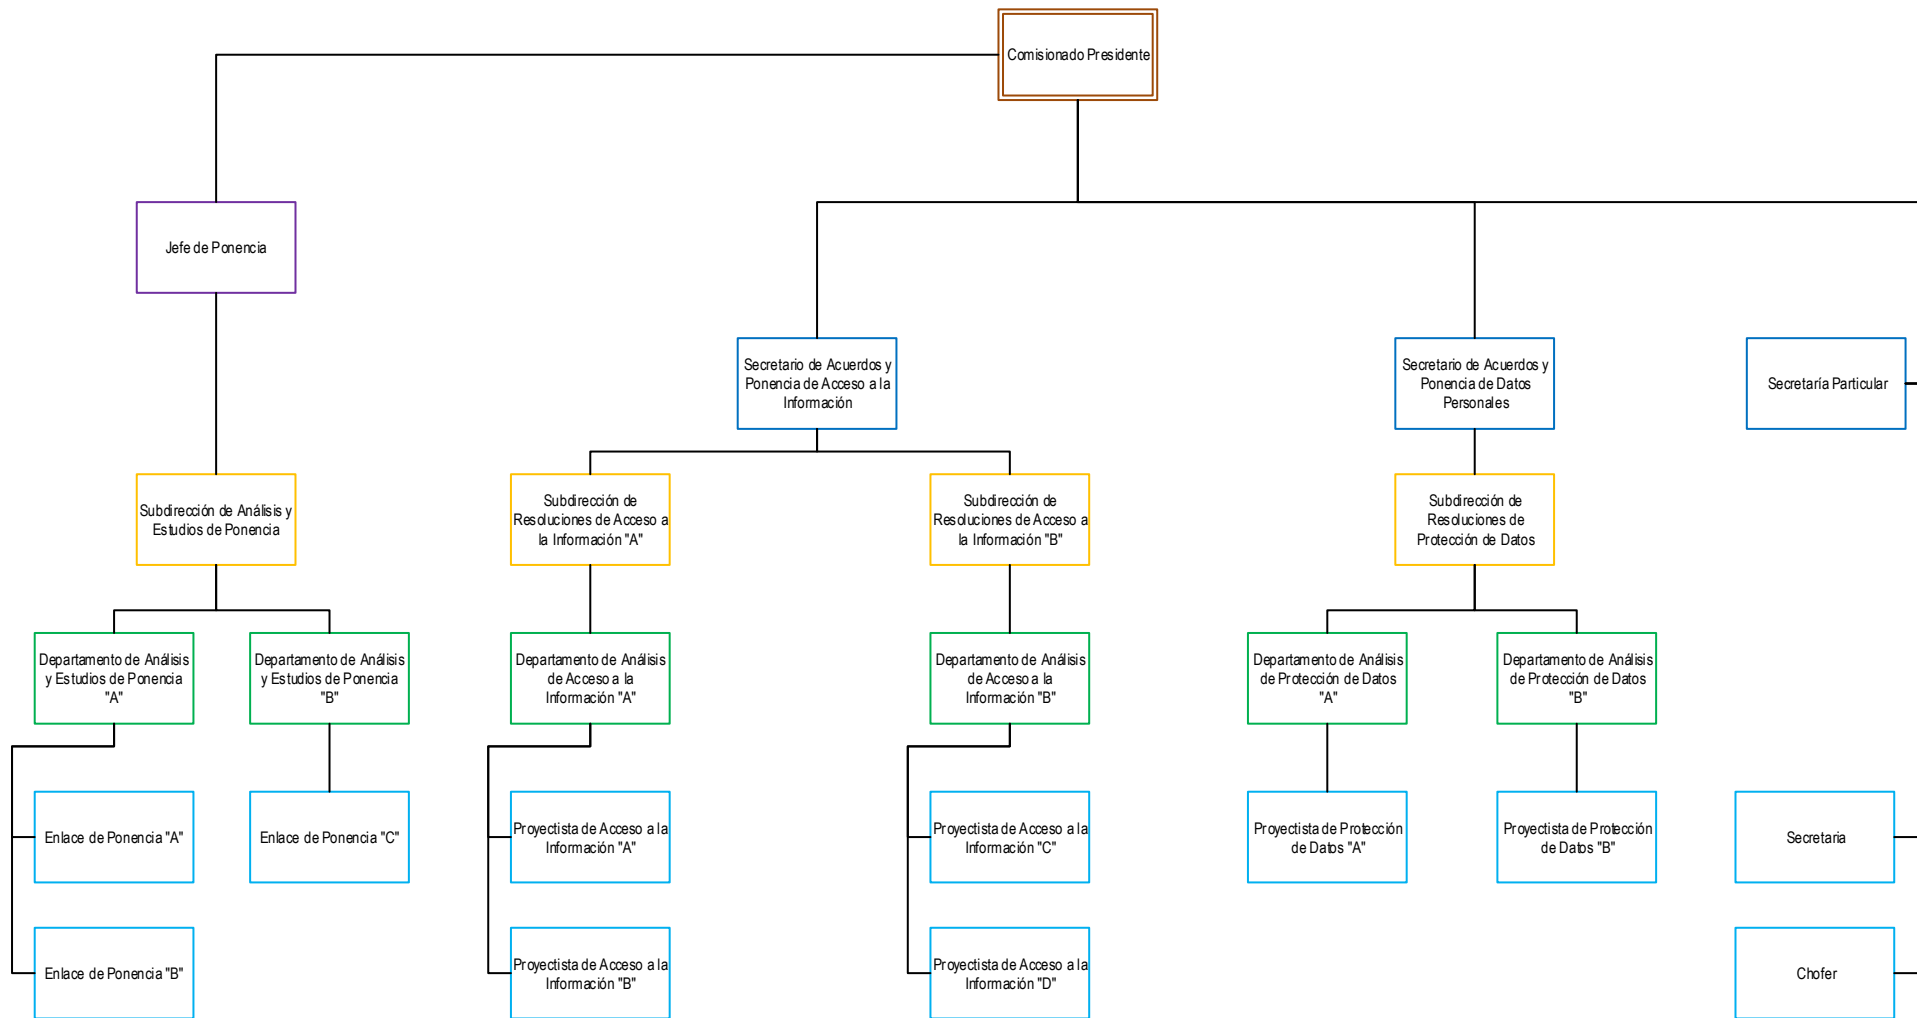 Comisionado Presidente
Jefe de Ponencia
Secretario de Acuerdos y
Ponencia de Acceso a la
Información
Secretario de Acuerdos y
Ponencia de Datos
Personales
Secretaría Particular
Subdirección de Análisis y
Estudios de Ponencia
Subdirección de
Resoluciones de Acceso a
la Información "A"
Subdirección de
Resoluciones de Acceso a
la Información "B"
Subdirección de
Resoluciones de
Protección de Datos
Departamento de Análisis
y Estudios de Ponencia
"A"
Departamento de Análisis
y Estudios de Ponencia
"B"
Departamento de Análisis
de Acceso a la
Información "A"
Departamento de Análisis
de Acceso a la
Información "B"
Departamento de Análisis
de Protección de Datos
"A"
Departamento de Análisis
de Protección de Datos
"B"
Enlace de Ponencia "A"
Enlace de Ponencia "C"
Proyectista de Acceso a la
Información "A"
Proyectista de Acceso a la
Información "C"
Proyectista de Protección
de Datos "A"
Proyectista de Protección
de Datos "B"
Secretaria
Enlace de Ponencia "B"
Proyectista de Acceso a la
Información "B"
Proyectista de Acceso a la
Información "D"
Chofer